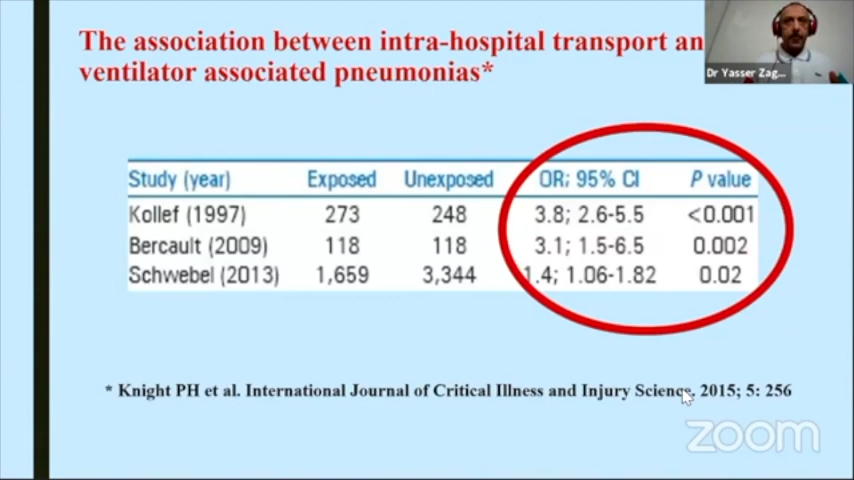 The association between intra-hospital transport an
ventilator associated pneumonias*
Dr Yasser Zag...
Study (year) Exposed Unexposed OR; 95% CI P value
Kollef (1997) 273 248 3.8; 2.6-5.5 <0.001
Bercault (2009) 118 118 3.1; 1.5-6.5 0.002
Schwebel (2013) 1,659 3,344 1.4; 1.06-1.82 0.02
* Knight PH et al. International Journal of Critical Illness and Injury Science, 2015; 5: 256
zoom